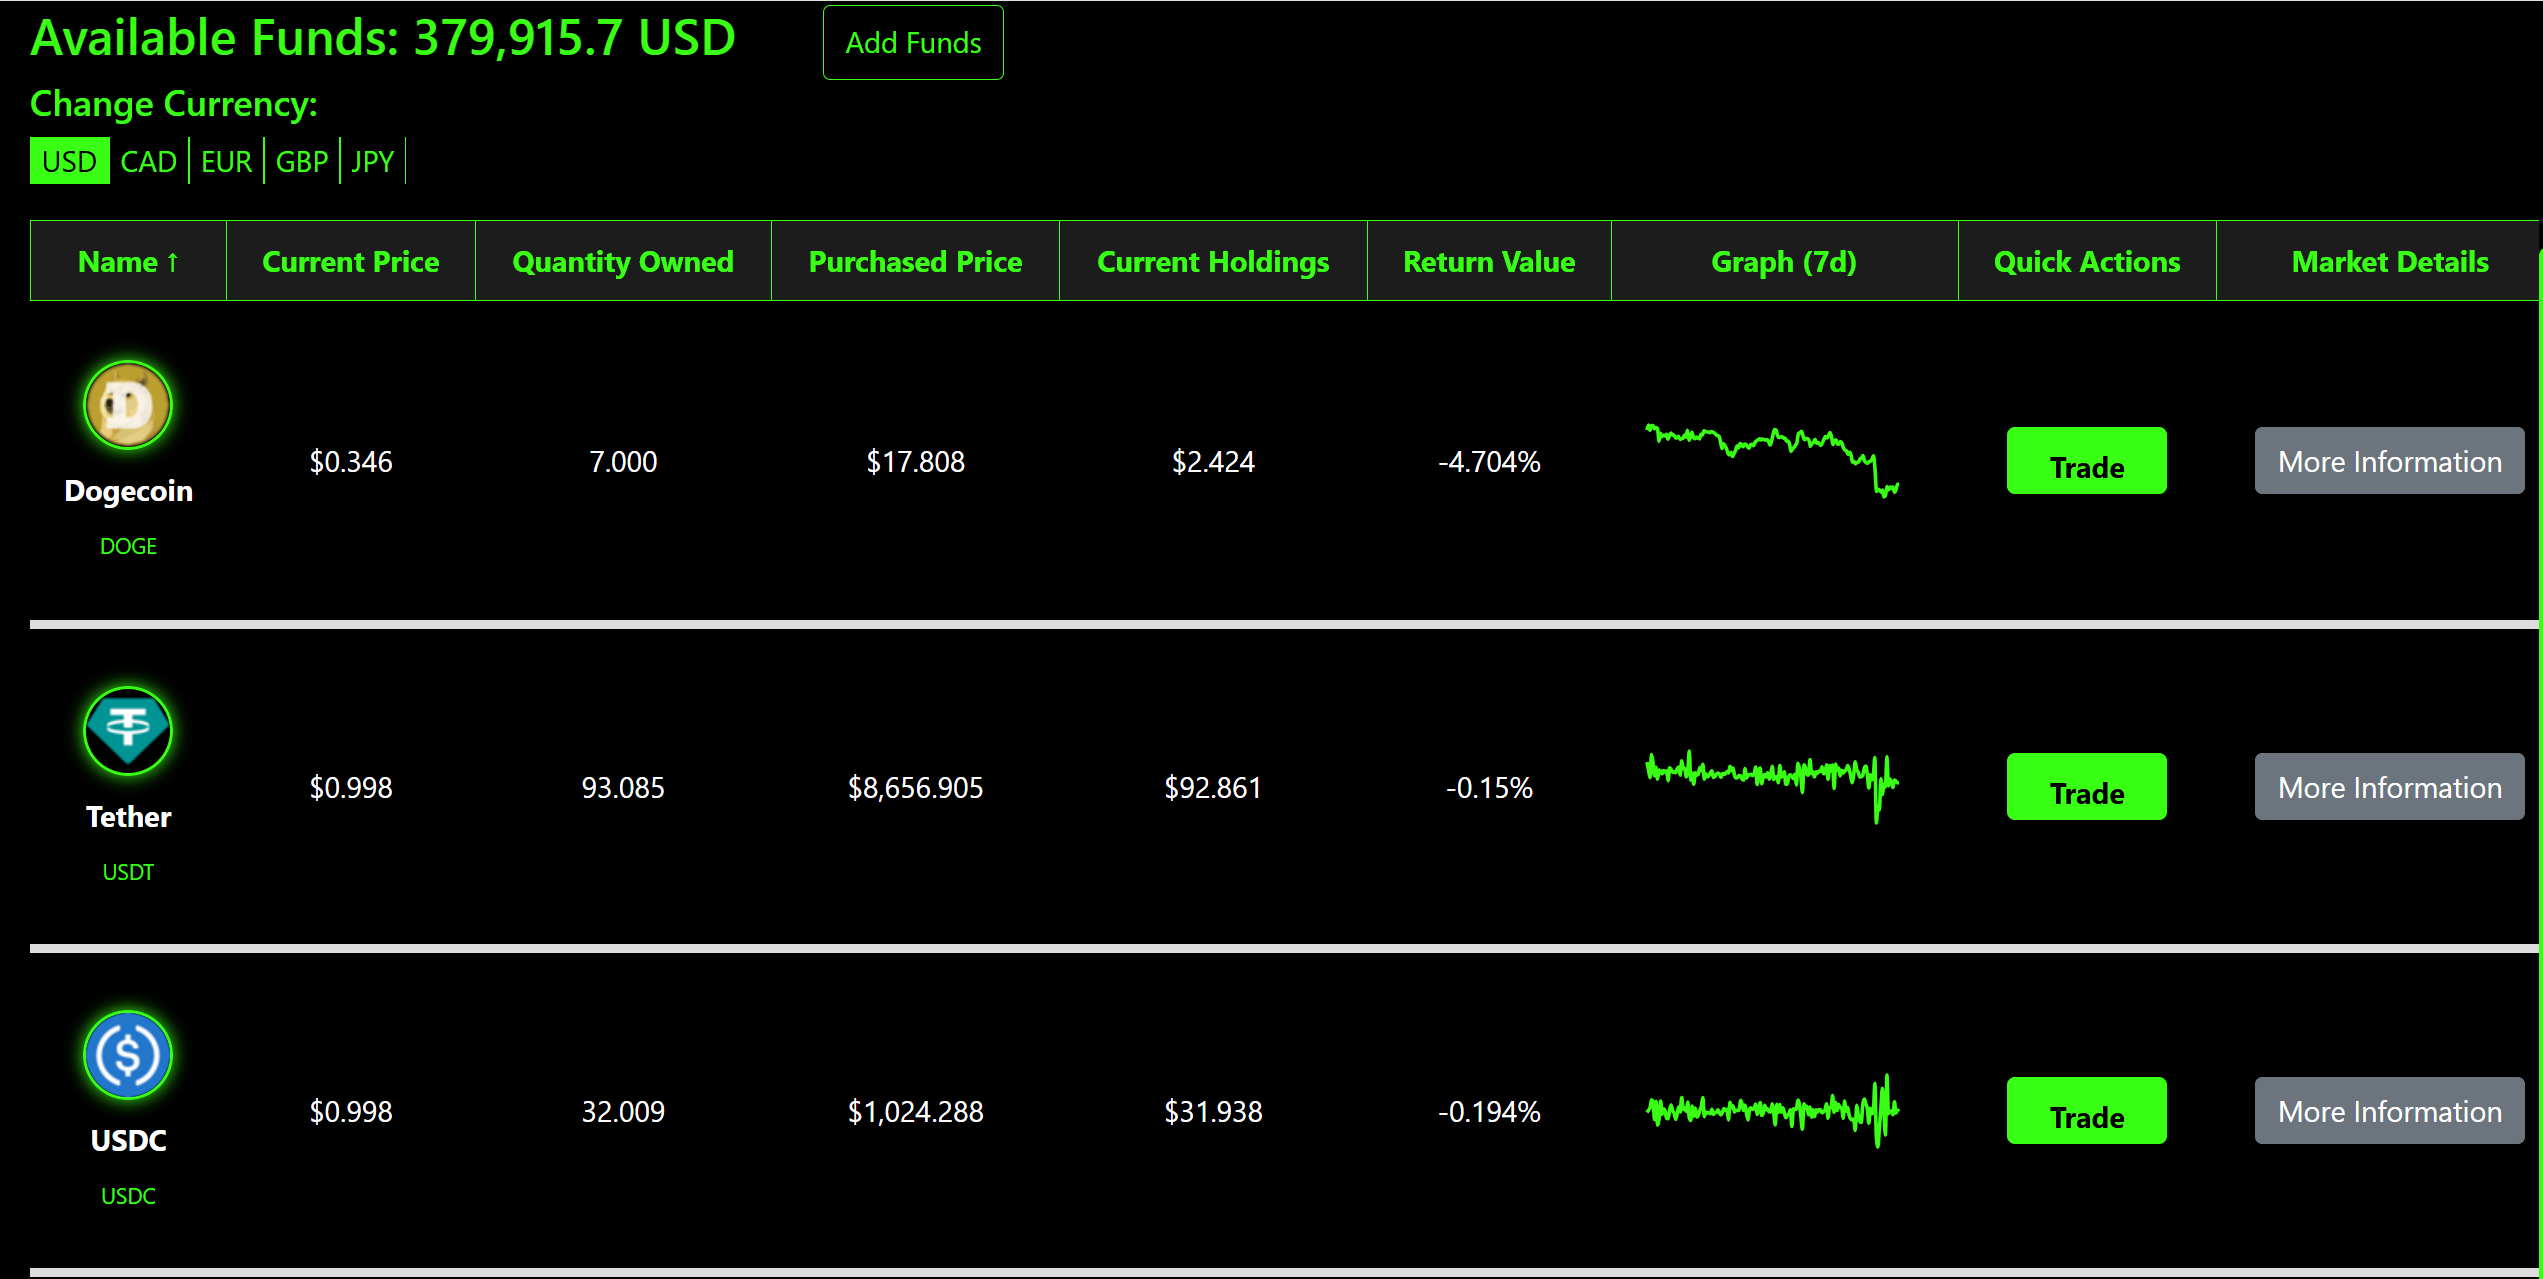 Available Funds: 379,915.7 USD Add Funds
Change Currency:
USD CAD EUR GBP JPY
Name ↑ Current Price Quantity Owned Purchased Price Current Holdings Return Value Graph (7d) Quick Actions Market Details
D
$0.346 7.000 $17.808 $2.424 -4.704% Trade More Information
Dogecoin
DOGE
$0.998 93.085 $8,656.905 $92.861 -0.15% Trade More Information
Tether
USDT
$
$0.998 32.009 $1,024.288 $31.938 -0.194% Trade More Information
USDC
USDC